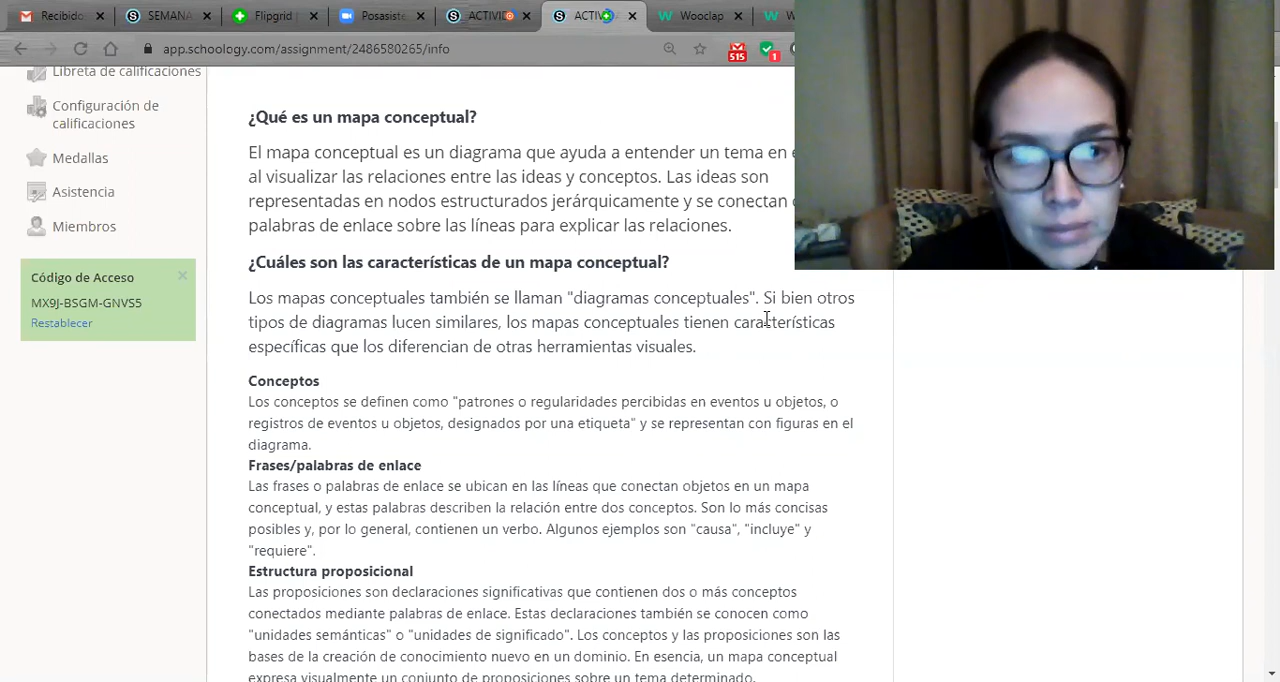 Recibido
SEMANA
Flipgrid
Posasiste
ACTIVID
ACTIV
Wooclap
W
app.schoology.com/assignment/2486580265/info
515
1
Libreta de calificaciones
Configuración de
calificaciones
Medallas
Asistencia
Miembros
Código de Acceso
MX9J-BSGM-GNVS5
Restablecer
¿Qué es un mapa conceptual?
El mapa conceptual es un diagrama que ayuda a entender un tema en e
al visualizar las relaciones entre las ideas y conceptos. Las ideas son
representadas en nodos estructurados jerárquicamente y se conectan
palabras de enlace sobre las líneas para explicar las relaciones.
¿Cuáles son las características de un mapa conceptual?
Los mapas conceptuales también se llaman "diagramas conceptuales". Si bien otros
tipos de diagramas lucen similares, los mapas conceptuales tienen características
específicas que los diferencian de otras herramientas visuales.
Conceptos
Los conceptos se definen como "patrones o regularidades percibidas en eventos u objetos, o
registros de eventos u objetos, designados por una etiqueta" y se representan con figuras en el
diagrama.
Frases/palabras de enlace
Las frases o palabras de enlace se ubican en las líneas que conectan objetos en un mapa
conceptual, y estas palabras describen la relación entre dos conceptos. Son lo más concisas
posibles y, por lo general, contienen un verbo. Algunos ejemplos son "causa", "incluye" y
"requiere".
Estructura proposicional
Las proposiciones son declaraciones significativas que contienen dos o más conceptos
conectados mediante palabras de enlace. Estas declaraciones también se conocen como
"unidades semánticas" o "unidades de significado". Los conceptos y las proposiciones son las
bases de la creación de conocimiento nuevo en un dominio. En esencia, un mapa conceptual
expresa visualmente un conjunto de proposiciones sobre un tema determinado.